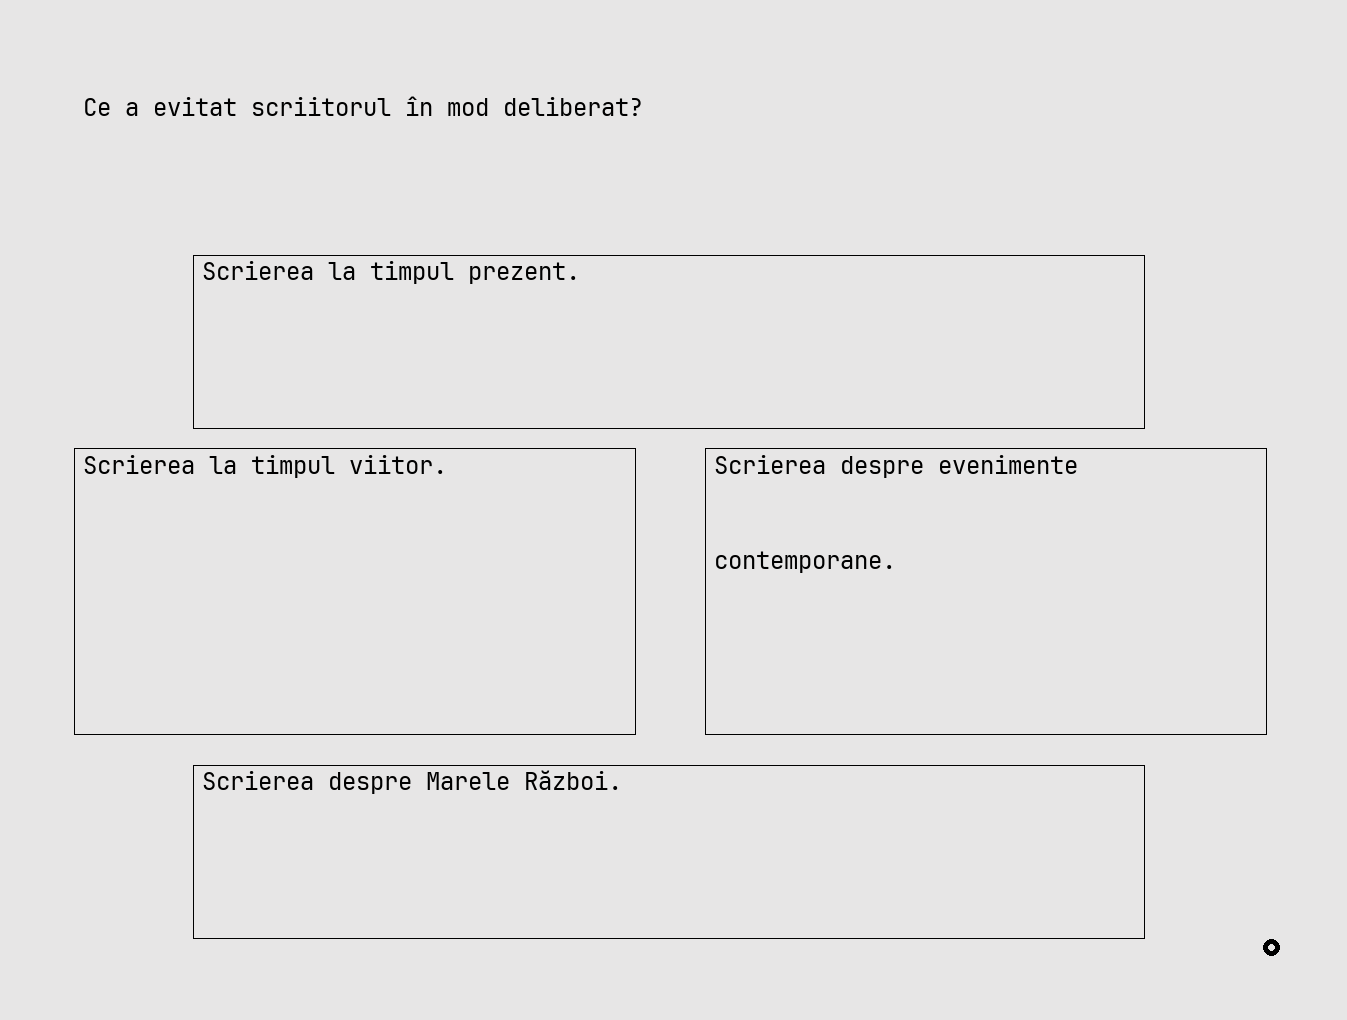 Ce a evitat scriitorul în mod deliberat?
Scrierea la timpul prezent.
Scrierea la timpul viitor.
Scrierea despre evenimente
contemporane.
Scrierea despre Marele Război.